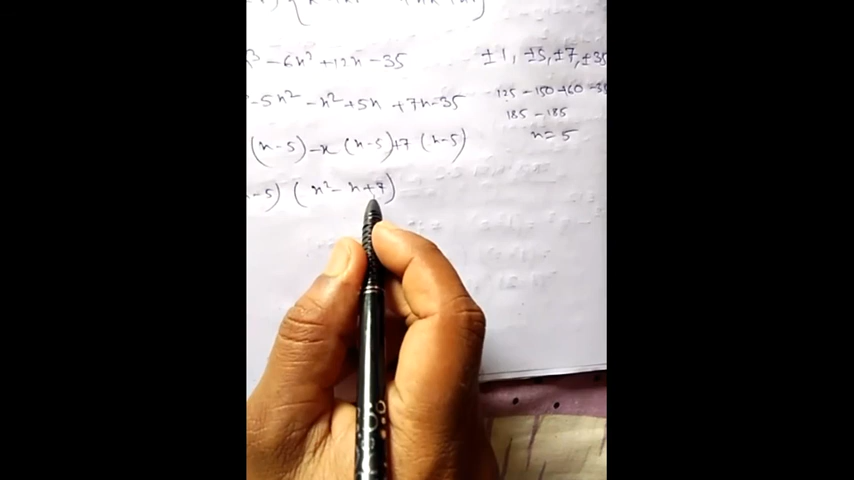 ³ - 6x² + 12x - 35
±1, ±5, ±7, ±35
- 5x² - x² + 5x + 7x - 35
125 - 150 + 60 - 35
185 - 185
(x - 5) - x (x - 5) + 7 (x - 5)
x = 5
- 5) (x² - x + 7)